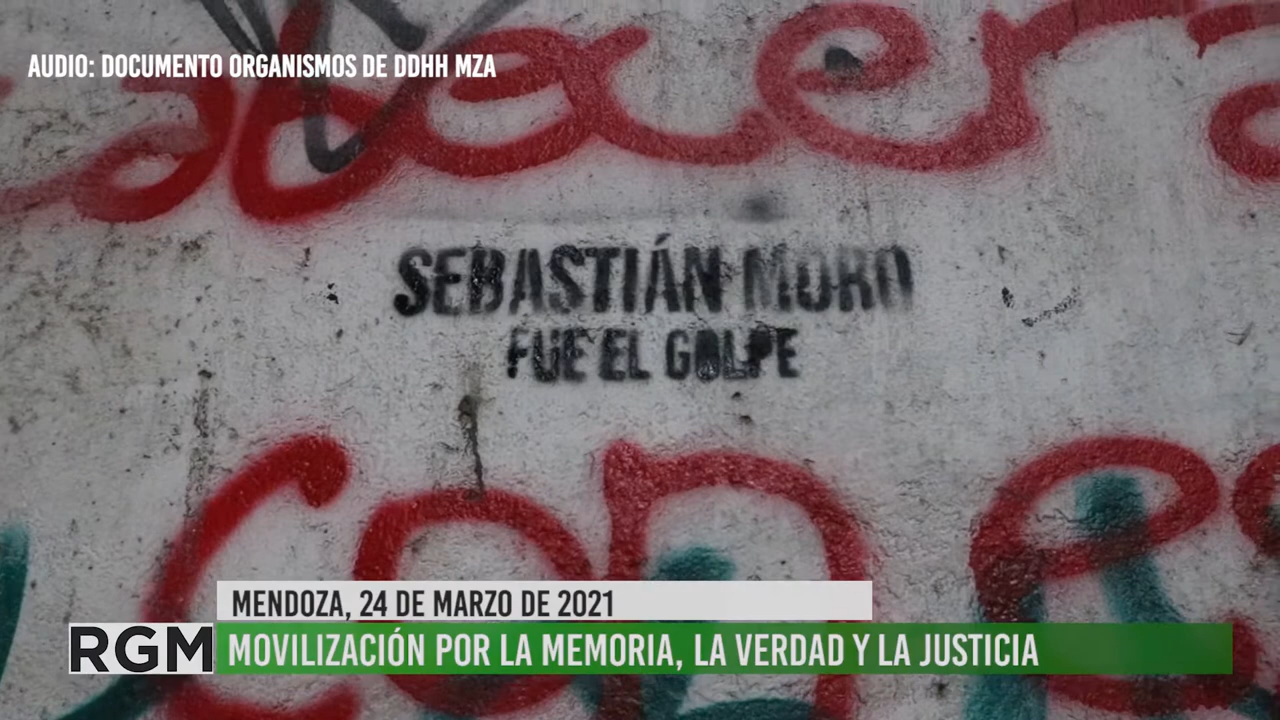 AUDIO: DOCUMENTO ORGANISMOS DE DDHH MZA
SEBASTIÁN MORO
FUE EL GOLPE
con e
MENDOZA, 24 DE MARZO DE 2021
RGM
MOVILIZACIÓN POR LA MEMORIA, LA VERDAD Y LA JUSTICIA